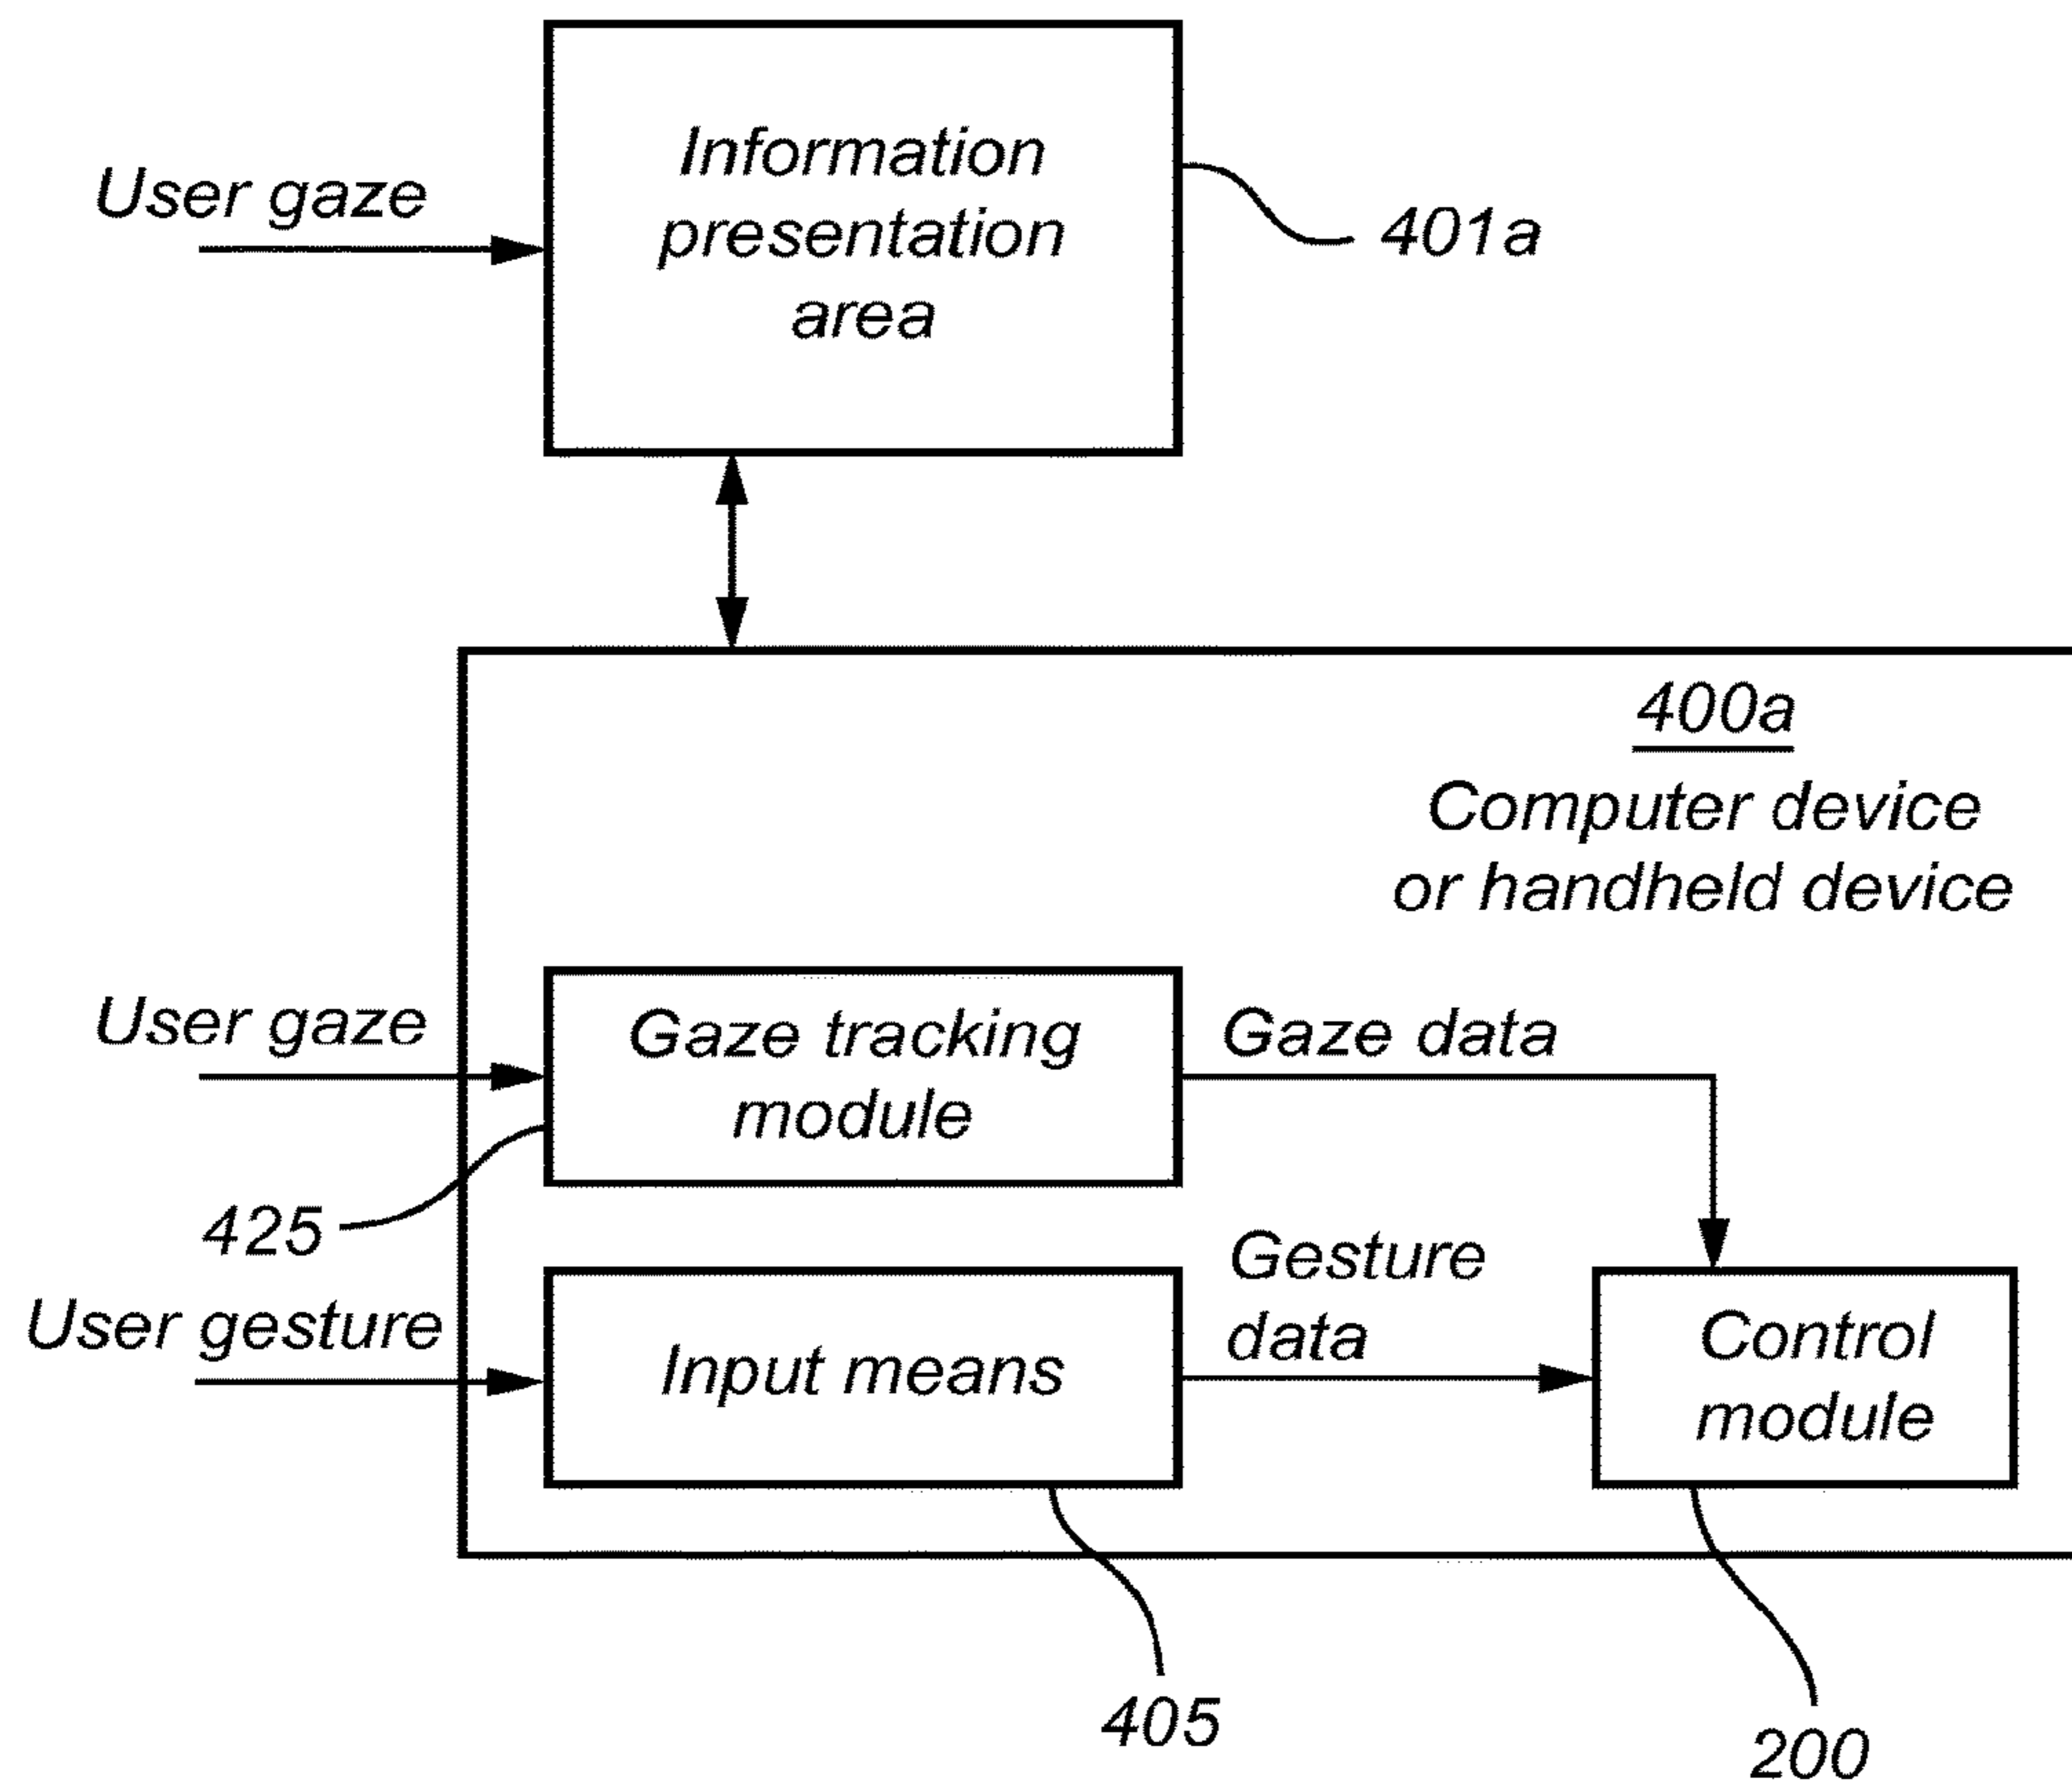 Information
presentation
area
User gaze
401a
400a
Computer device
or handheld device
User gaze
Gaze tracking
module
Gaze data
425
User gesture
Input means
Gesture
data
Control
module
405
200